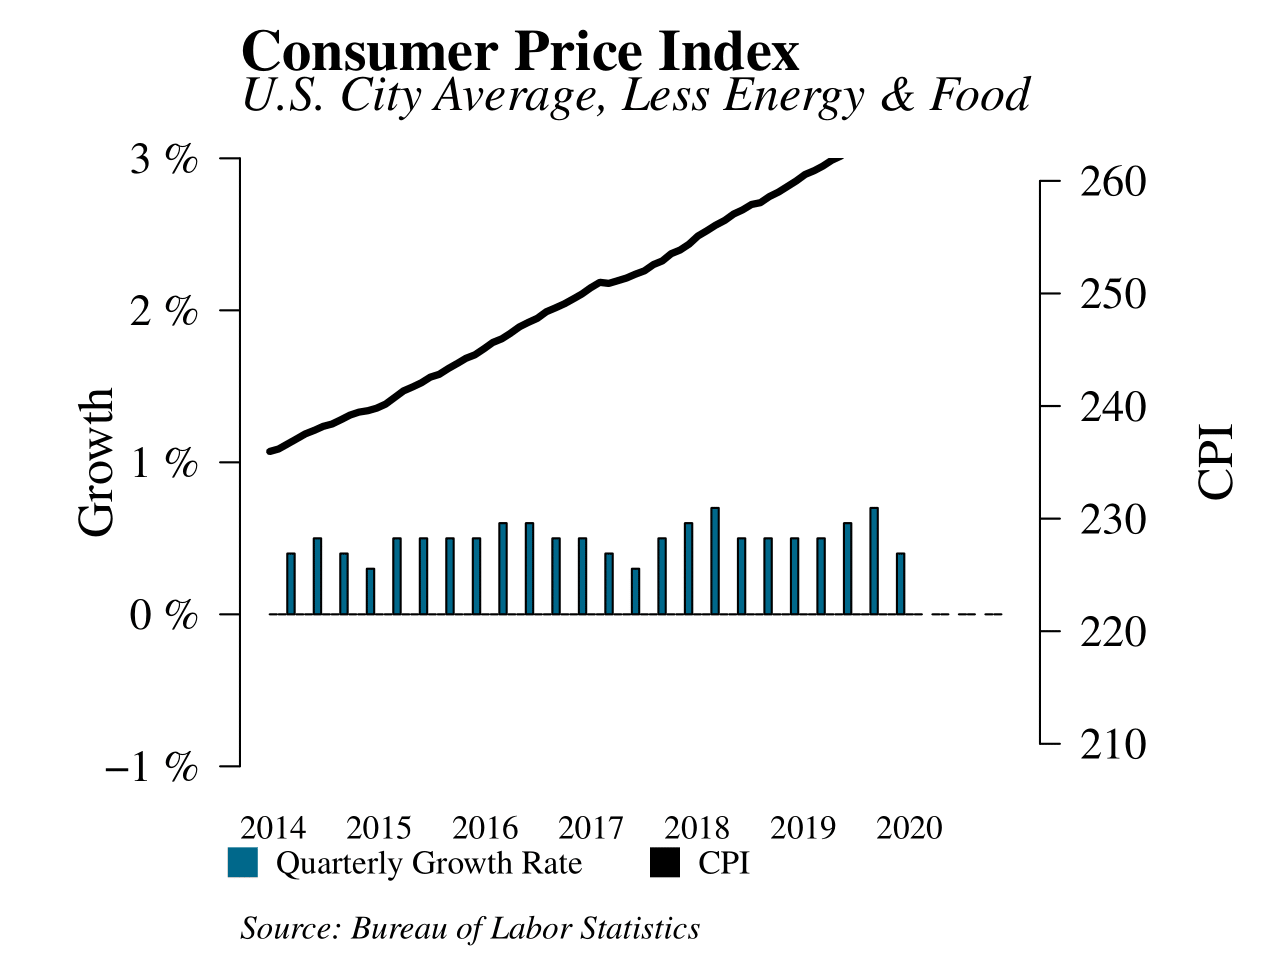 Consumer Price Index
U.S. City Average, Less Energy & Food
3 %
2 %
1 %
0 %
−1 %
Growth
260
250
240
230
220
210
CPI
2014 2015 2016 2017 2018 2019 2020
Quarterly Growth Rate CPI
Source: Bureau of Labor Statistics